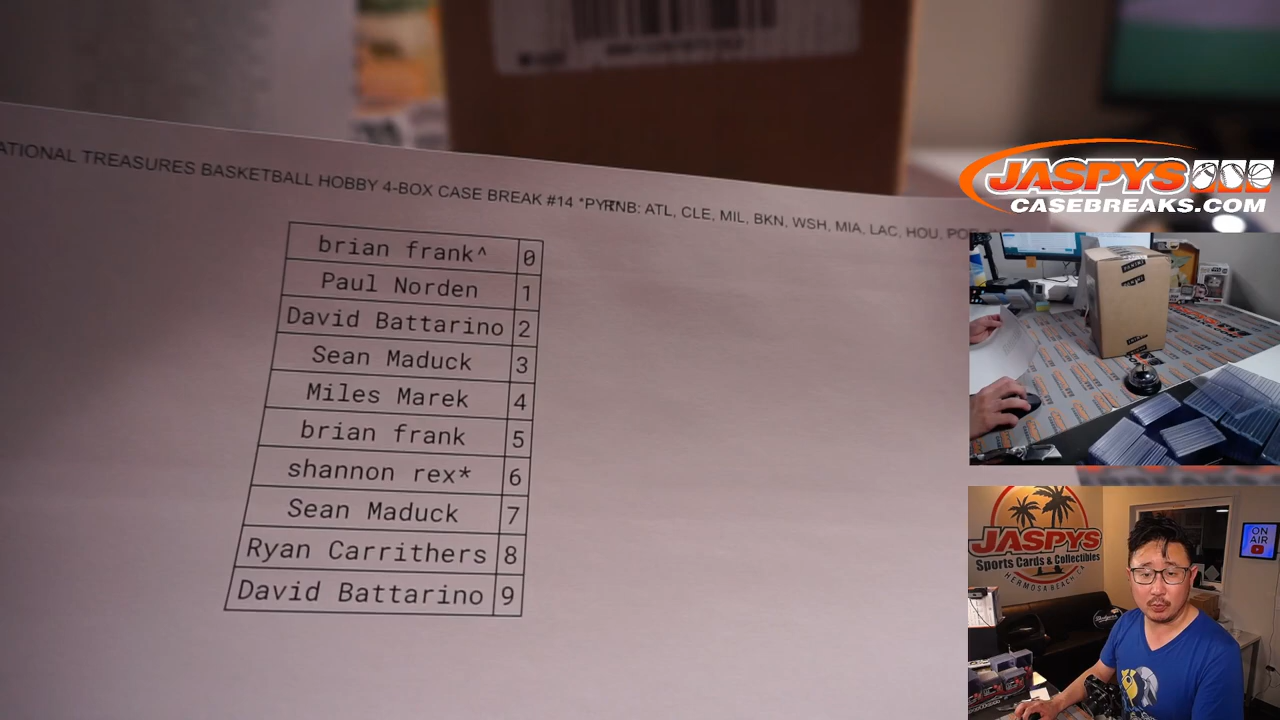 ATIONAL TREASURES BASKETBALL HOBBY 4-BOX CASE BREAK #14 *PYT RNB: ATL, CLE, MIL, BKN, WSH, MIA, LAC, HOU,
brian frank^ 0
Paul Norden 1
David Battarino 2
Sean Maduck 3
Miles Marek 4
brian frank 5
shannon rex* 6
Sean Maduck 7
Ryan Carrithers 8
David Battarino 9
JASPYS
CASEBREAKS.COM
PANINI
JASPYS
Sports Cards & Collectibles
HERMOSA BEACH, CA
ON
AIR